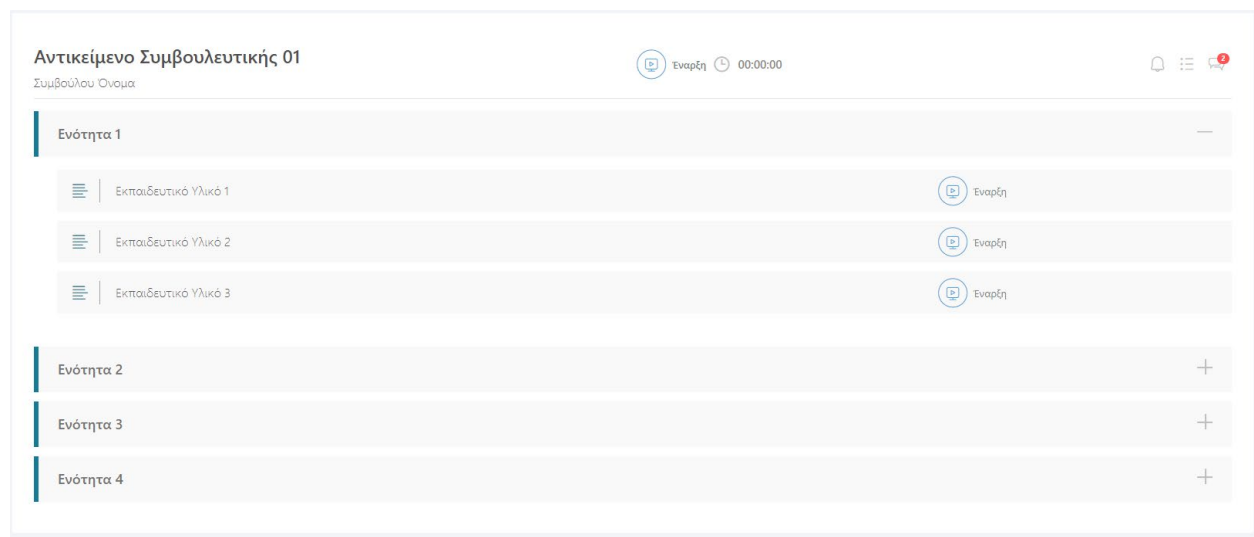 Αντικείμενο Συμβουλευτικής 01
Έναρξη 00:00:00
2
Συμβούλου Όνομα
Ενότητα 1
Εκπαιδευτικό Υλικό 1 Έναρξη
Εκπαιδευτικό Υλικό 2 Έναρξη
Εκπαιδευτικό Υλικό 3 Έναρξη
Ενότητα 2
Ενότητα 3
Ενότητα 4